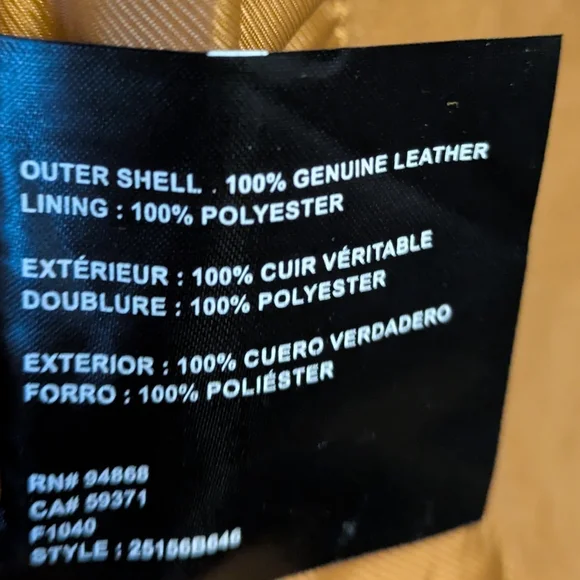 OUTER SHELL . 100% GENUINE LEATHER
LINING : 100% POLYESTER
EXTÉRIEUR : 100% CUIR VÉRITABLE
DOUBLURE : 100% POLYESTER
EXTERIOR : 100% CUERO VERDADERO
FORRO : 100% POLIÉSTER
RN# 94868
CA# 59371
F1040
STYLE : 25156B646